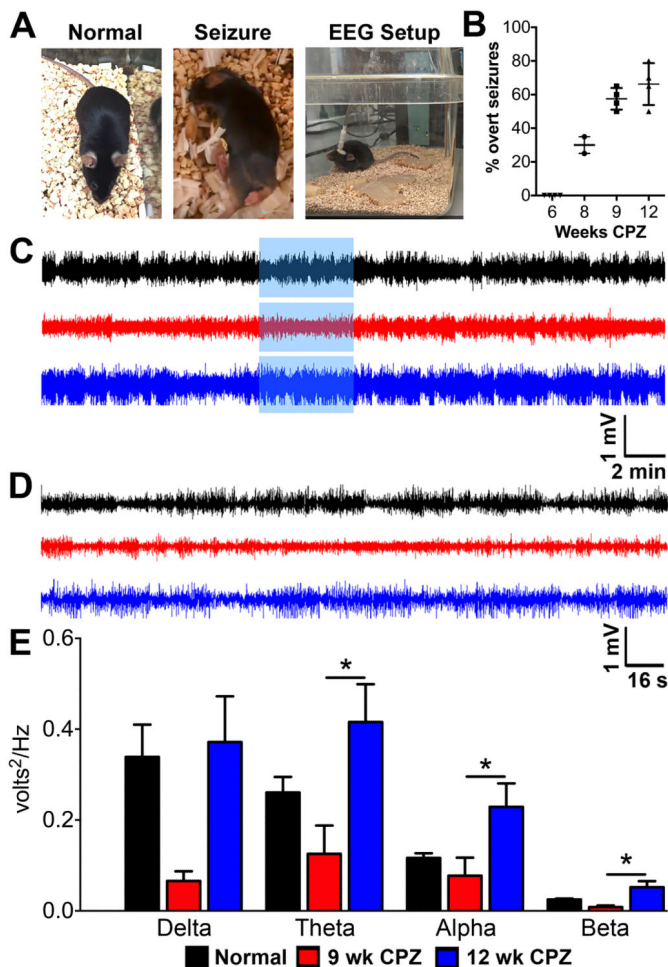 A
Normal
Seizure
EEG Setup
B
% overt seizures
100
80
60
40
20
0
6 8 9 12
Weeks CPZ
C
1 mV
2 min
D
1 mV
16 s
E
volts²/Hz
0.6
0.4
0.2
0.0
*
*
*
Delta Theta Alpha Beta
Normal 9 wk CPZ 12 wk CPZ